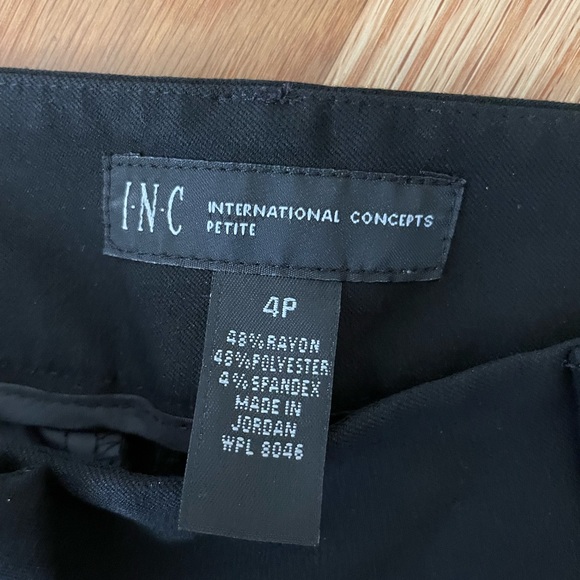 I·N·C INTERNATIONAL CONCEPTS
PETITE
4P
48% RAYON
48% POLYESTER
4% SPANDEX
MADE IN
JORDAN
WPL 8046